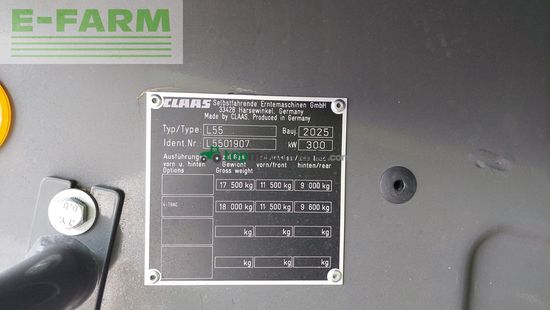 E-FARM
CLAAS Selbstfahrende Erntemaschinen GmbH
33428 Harsewinkel, Germany
Made by CLAAS, Produced in Germany
Typ/Type L55 Bauj. 2025
Ident.Nr. L5501907 kW 300
Ausführung
vorn u. hinten Gewicht vorn/front hinten/rear
Options Gross weight
17 500 kg 11 500 kg 9 000 kg
4-TRAC 18 000 kg 11 500 kg 9 600 kg
kg kg kg
kg kg kg